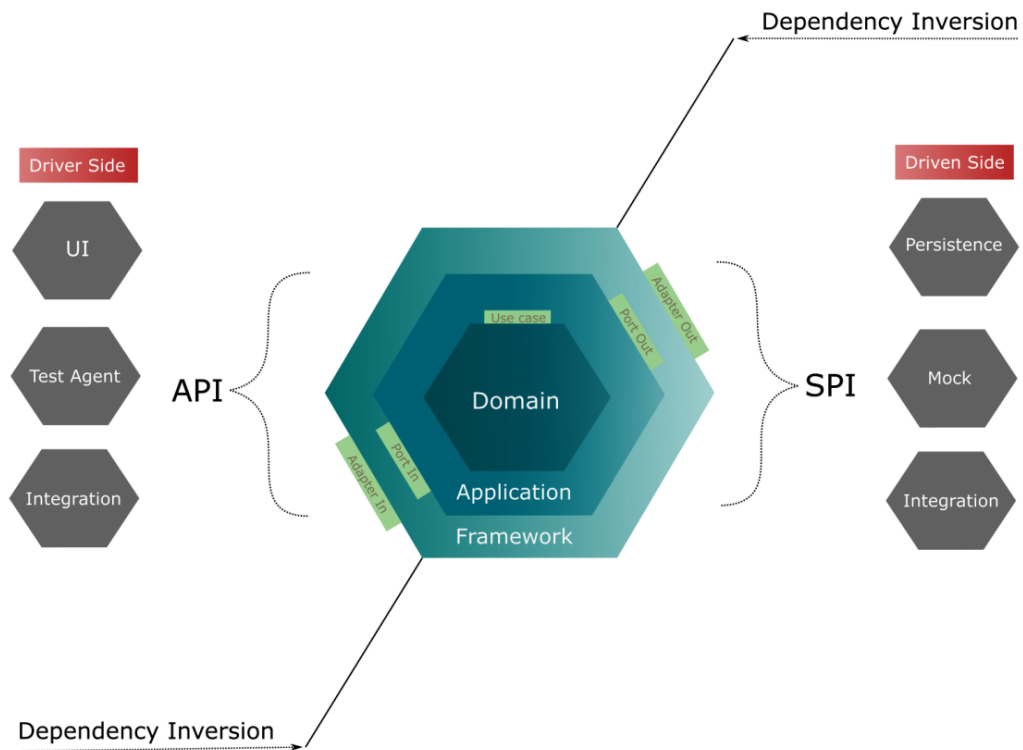 Dependency Inversion
Driver Side
Driven Side
UI
Persistence
Adapter Out
Port Out
Use case
Test Agent
API
Domain
SPI
Mock
Port In
Adapter In
Integration
Application
Integration
Framework
Dependency Inversion